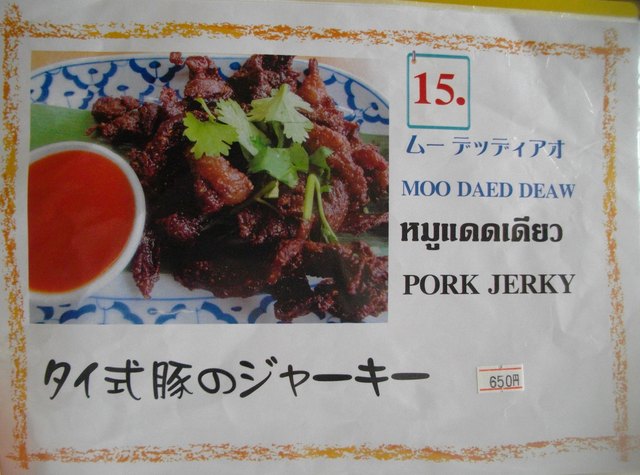 15.
ムー デッディアオ
MOO DAED DEAW
หมูแดดเดียว
PORK JERKY
タイ式豚のジャーキー
650円